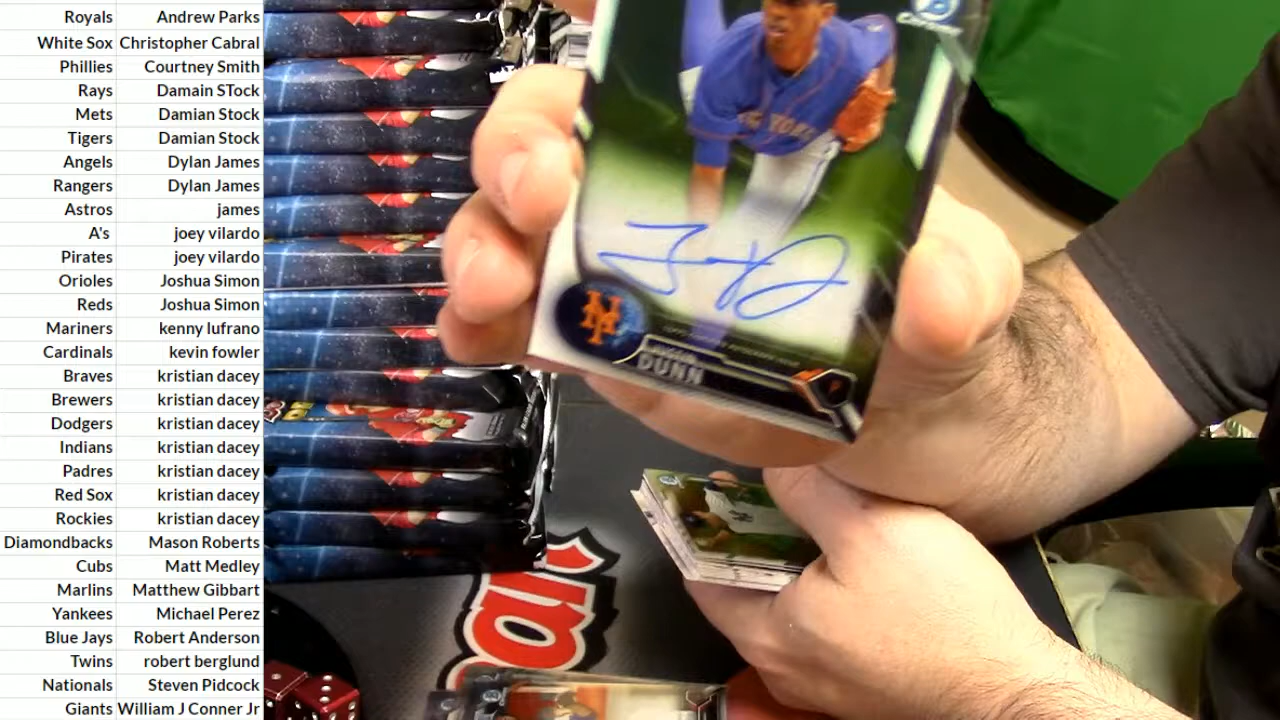 Royals Andrew Parks
White Sox Christopher Cabral
Phillies Courtney Smith
Rays Damain STock
Mets Damian Stock
Tigers Damian Stock
Angels Dylan James
Rangers Dylan James
Astros james
A's joey vilardo
Pirates joey vilardo
Orioles Joshua Simon
Reds Joshua Simon
Mariners kenny lufrano
Cardinals kevin fowler
Braves kristian dacey
Brewers kristian dacey
Dodgers kristian dacey
Indians kristian dacey
Padres kristian dacey
Red Sox kristian dacey
Rockies kristian dacey
Diamondbacks Mason Roberts
Cubs Matt Medley
Marlins Matthew Gibbart
Yankees Michael Perez
Blue Jays Robert Anderson
Twins robert berglund
Nationals Steven Pidcock
Giants William J Conner Jr
NEW YORK
NY
DUNN
P